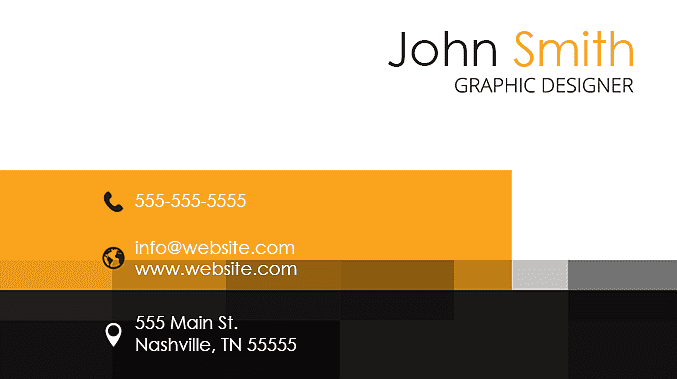 John Smith
GRAPHIC DESIGNER
555-555-5555
info@website.com
www.website.com
555 Main St.
Nashville, TN 55555